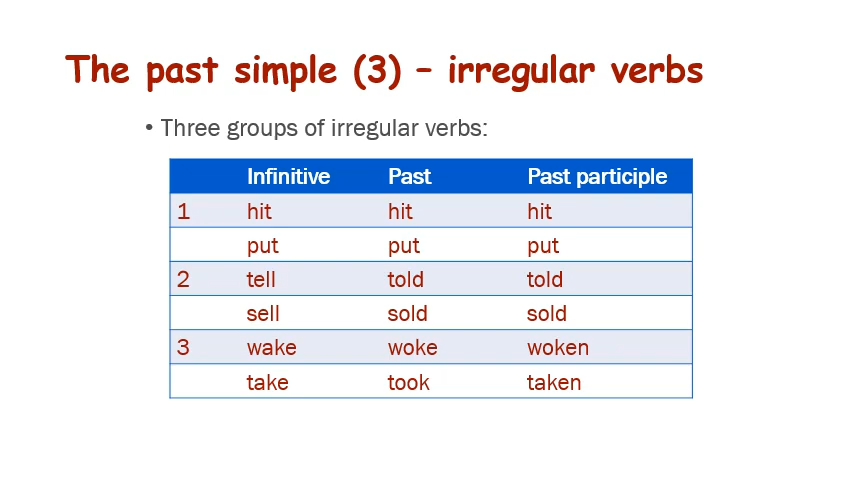 The past simple (3) – irregular verbs
• Three groups of irregular verbs:
Infinitive Past Past participle
1 hit hit hit
put put put
2 tell told told
sell sold sold
3 wake woke woken
take took taken